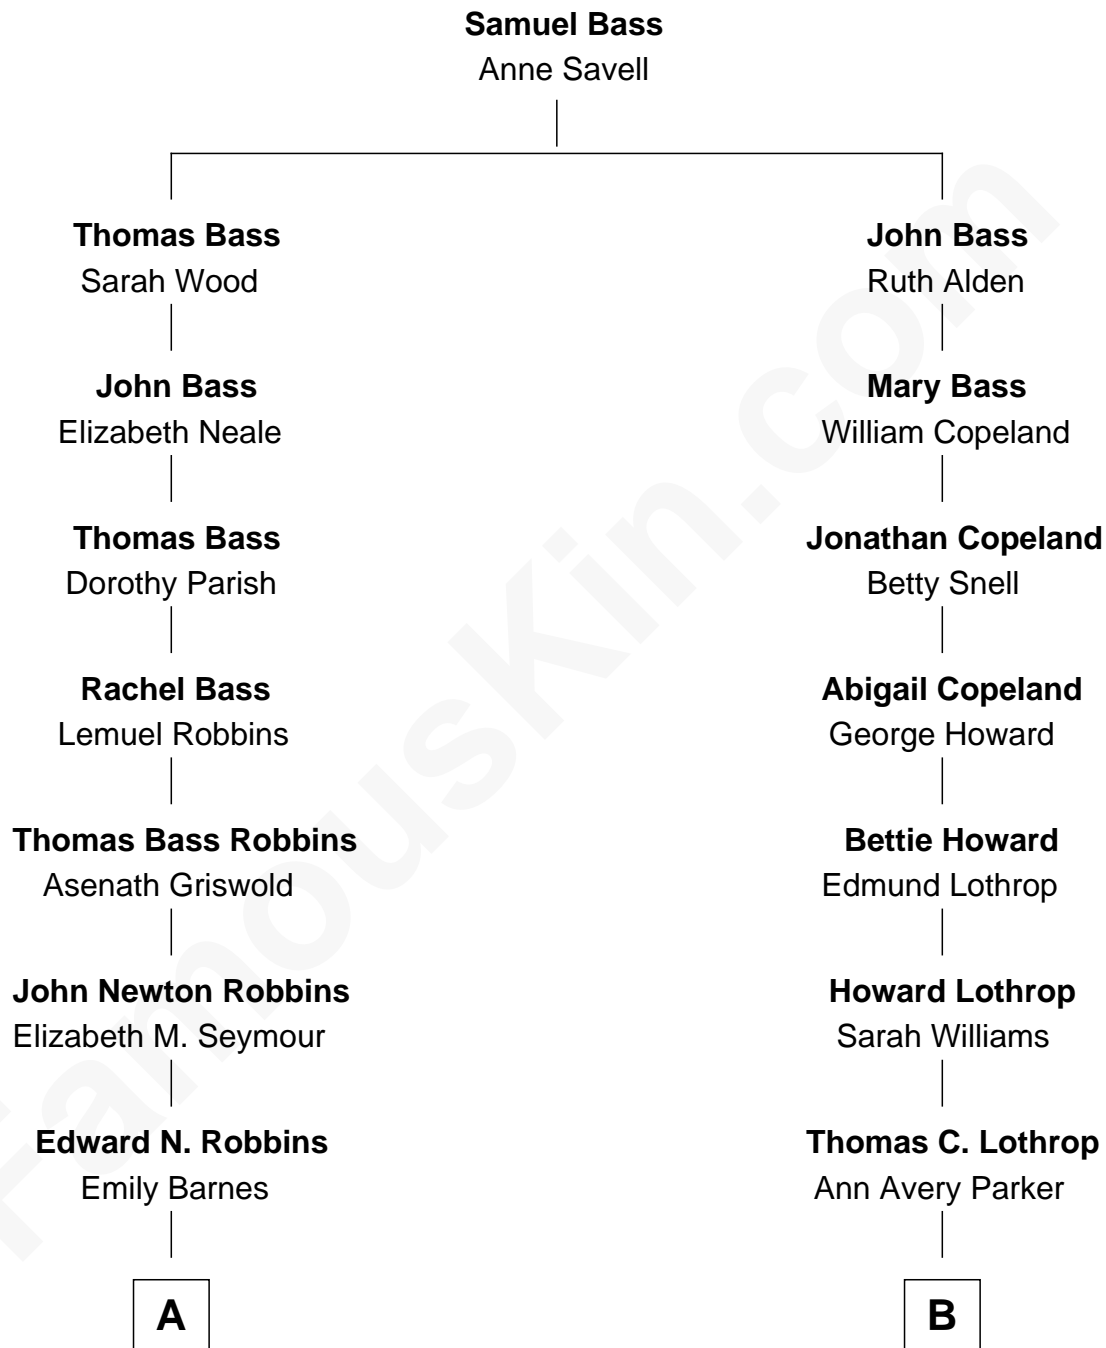 Samuel Bass
Anne Savell
Thomas Bass
Sarah Wood
John Bass
Ruth Alden
John Bass
Elizabeth Neale
Mary Bass
William Copeland
Thomas Bass
Dorothy Parish
Jonathan Copeland
Betty Snell
Rachel Bass
Lemuel Robbins
Abigail Copeland
George Howard
Thomas Bass Robbins
Asenath Griswold
Bettie Howard
Edmund Lothrop
John Newton Robbins
Elizabeth M. Seymour
Howard Lothrop
Sarah Williams
Edward N. Robbins
Emily Barnes
Thomas C. Lothrop
Ann Avery Parker
A
B
FamousKin.com